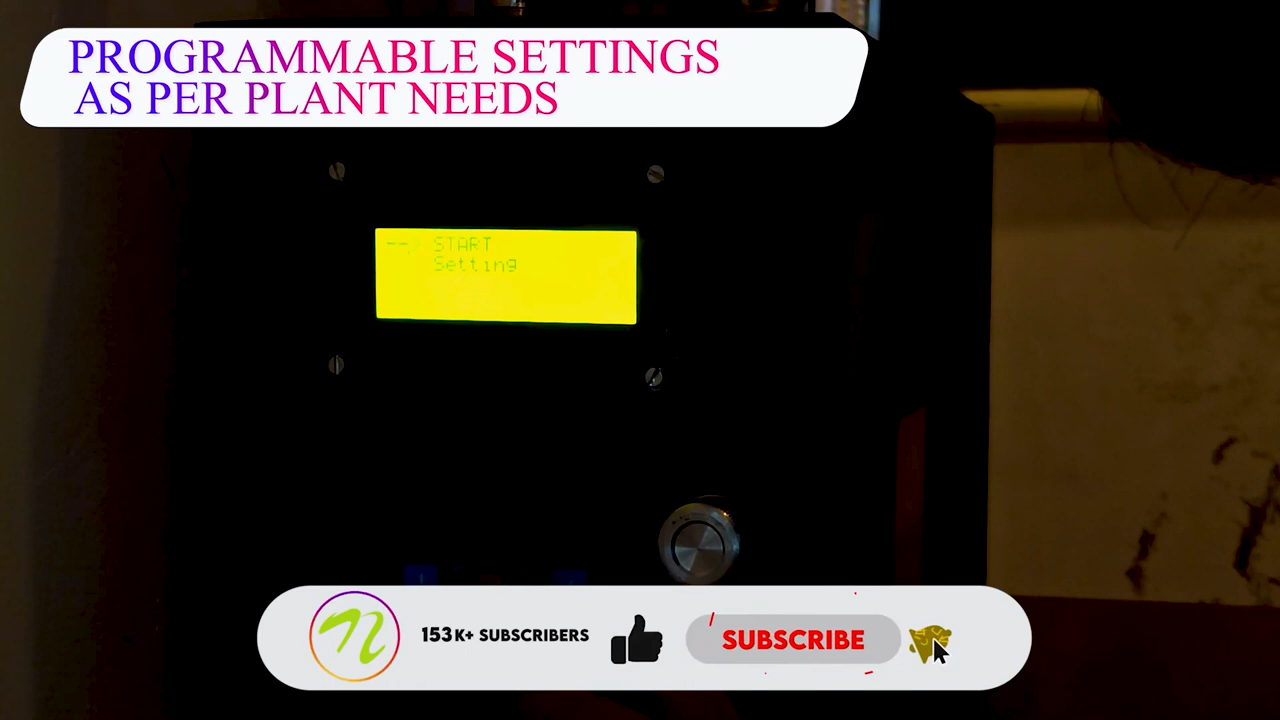 PROGRAMMABLE SETTINGS
AS PER PLANT NEEDS
--> START
Setting
153K+ SUBSCRIBERS
SUBSCRIBE